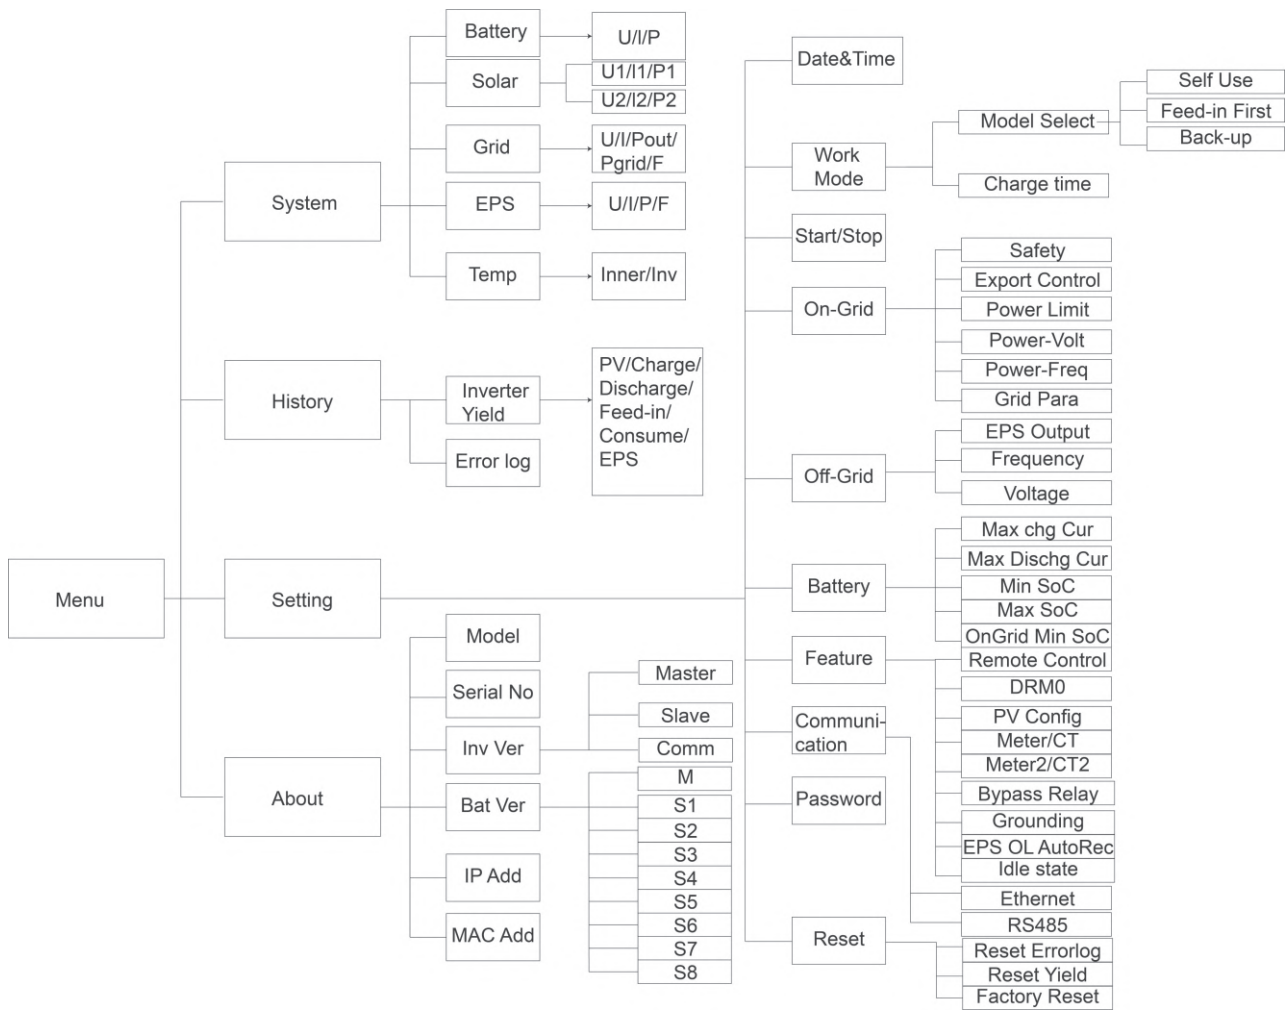 Menu
System
Battery
U/I/P
Solar
U1/I1/P1
U2/I2/P2
Grid
U/I/Pout/
Pgrid/F
EPS
U/I/P/F
Temp
Inner/Inv
History
Inverter
Yield
PV/Charge/
Discharge/
Feed-in/
Consume/
EPS
Error log
Setting
Date&Time
Work
Mode
Model Select
Self Use
Feed-in First
Back-up
Charge time
Start/Stop
On-Grid
Safety
Export Control
Power Limit
Power-Volt
Power-Freq
Grid Para
Off-Grid
EPS Output
Frequency
Voltage
Battery
Max chg Cur
Max Dischg Cur
Min SoC
Max SoC
OnGrid Min SoC
Feature
Remote Control
DRM0
PV Config
Meter/CT
Meter2/CT2
Bypass Relay
Grounding
EPS OL AutoRec
Idle state
Communi-
cation
Ethernet
RS485
Password
Reset
Reset Errorlog
Reset Yield
Factory Reset
About
Model
Serial No
Inv Ver
Master
Slave
Comm
Bat Ver
M
S1
S2
S3
S4
S5
S6
S7
S8
IP Add
MAC Add